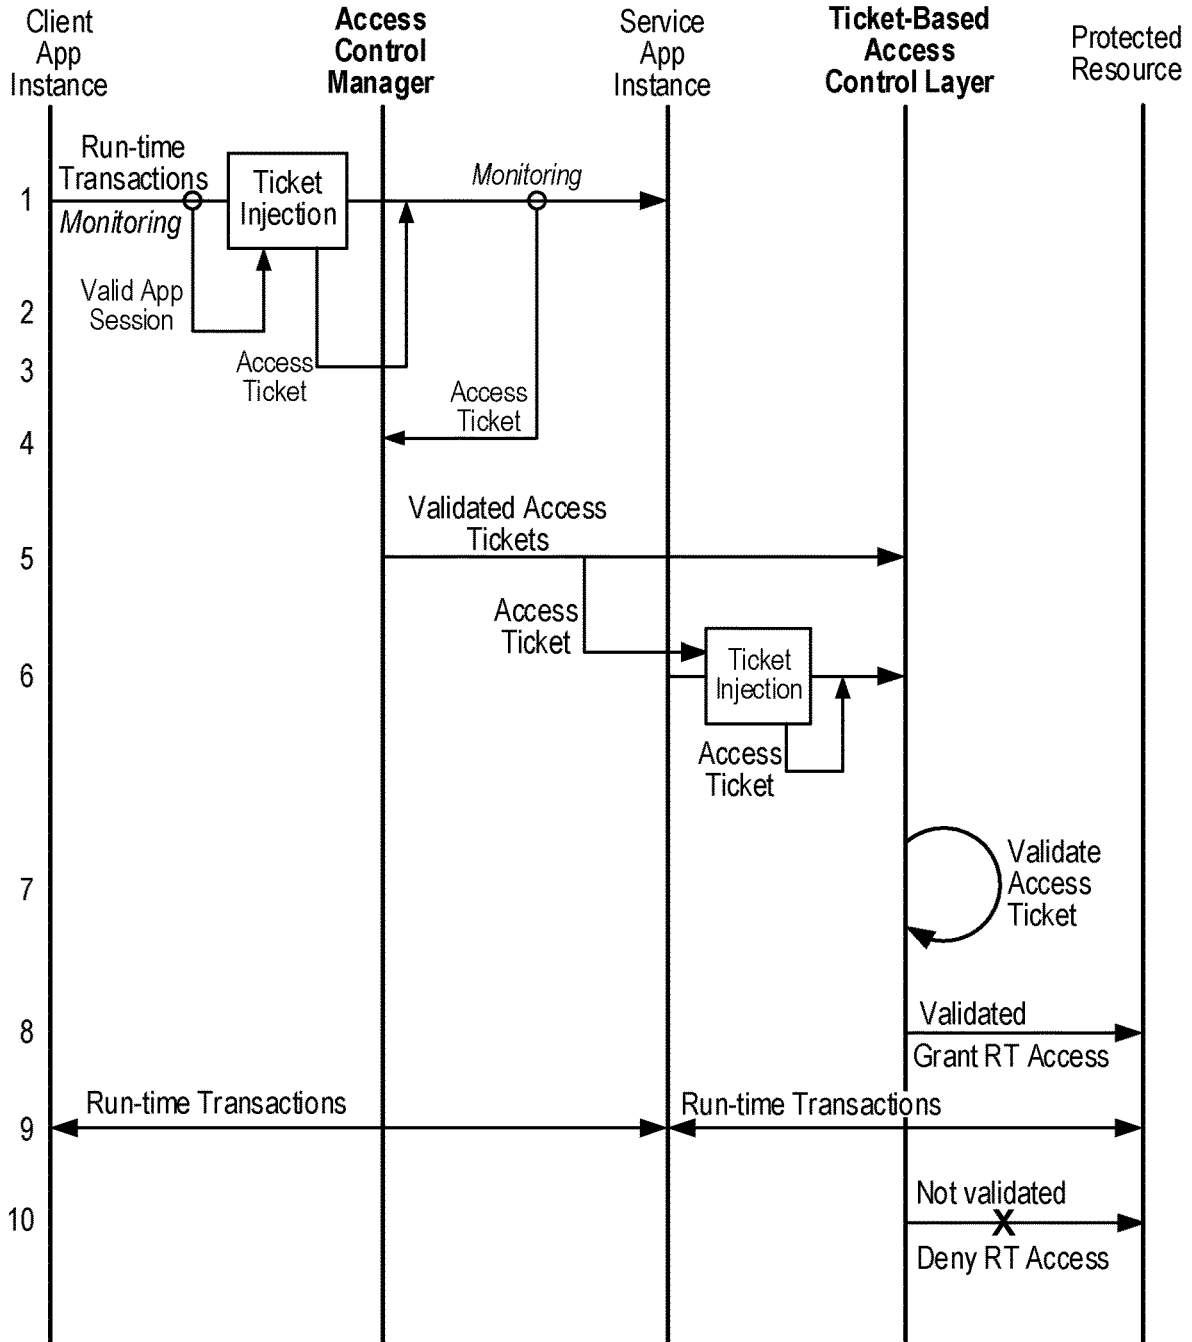 Client
App
Instance
Access
Control
Manager
Service
App
Instance
Ticket-Based
Access
Control Layer
Protected
Resource
Run-time
Transactions
Monitoring
Ticket
Injection
Monitoring
1
Valid App
Session
2
Access
Ticket
3
Access
Ticket
4
Validated Access
Tickets
5
Access
Ticket
6
Ticket
Injection
Access
Ticket
7
Validate
Access
Ticket
8
Validated
Grant RT Access
9
Run-time Transactions
Run-time Transactions
10
Not validated
X
Deny RT Access